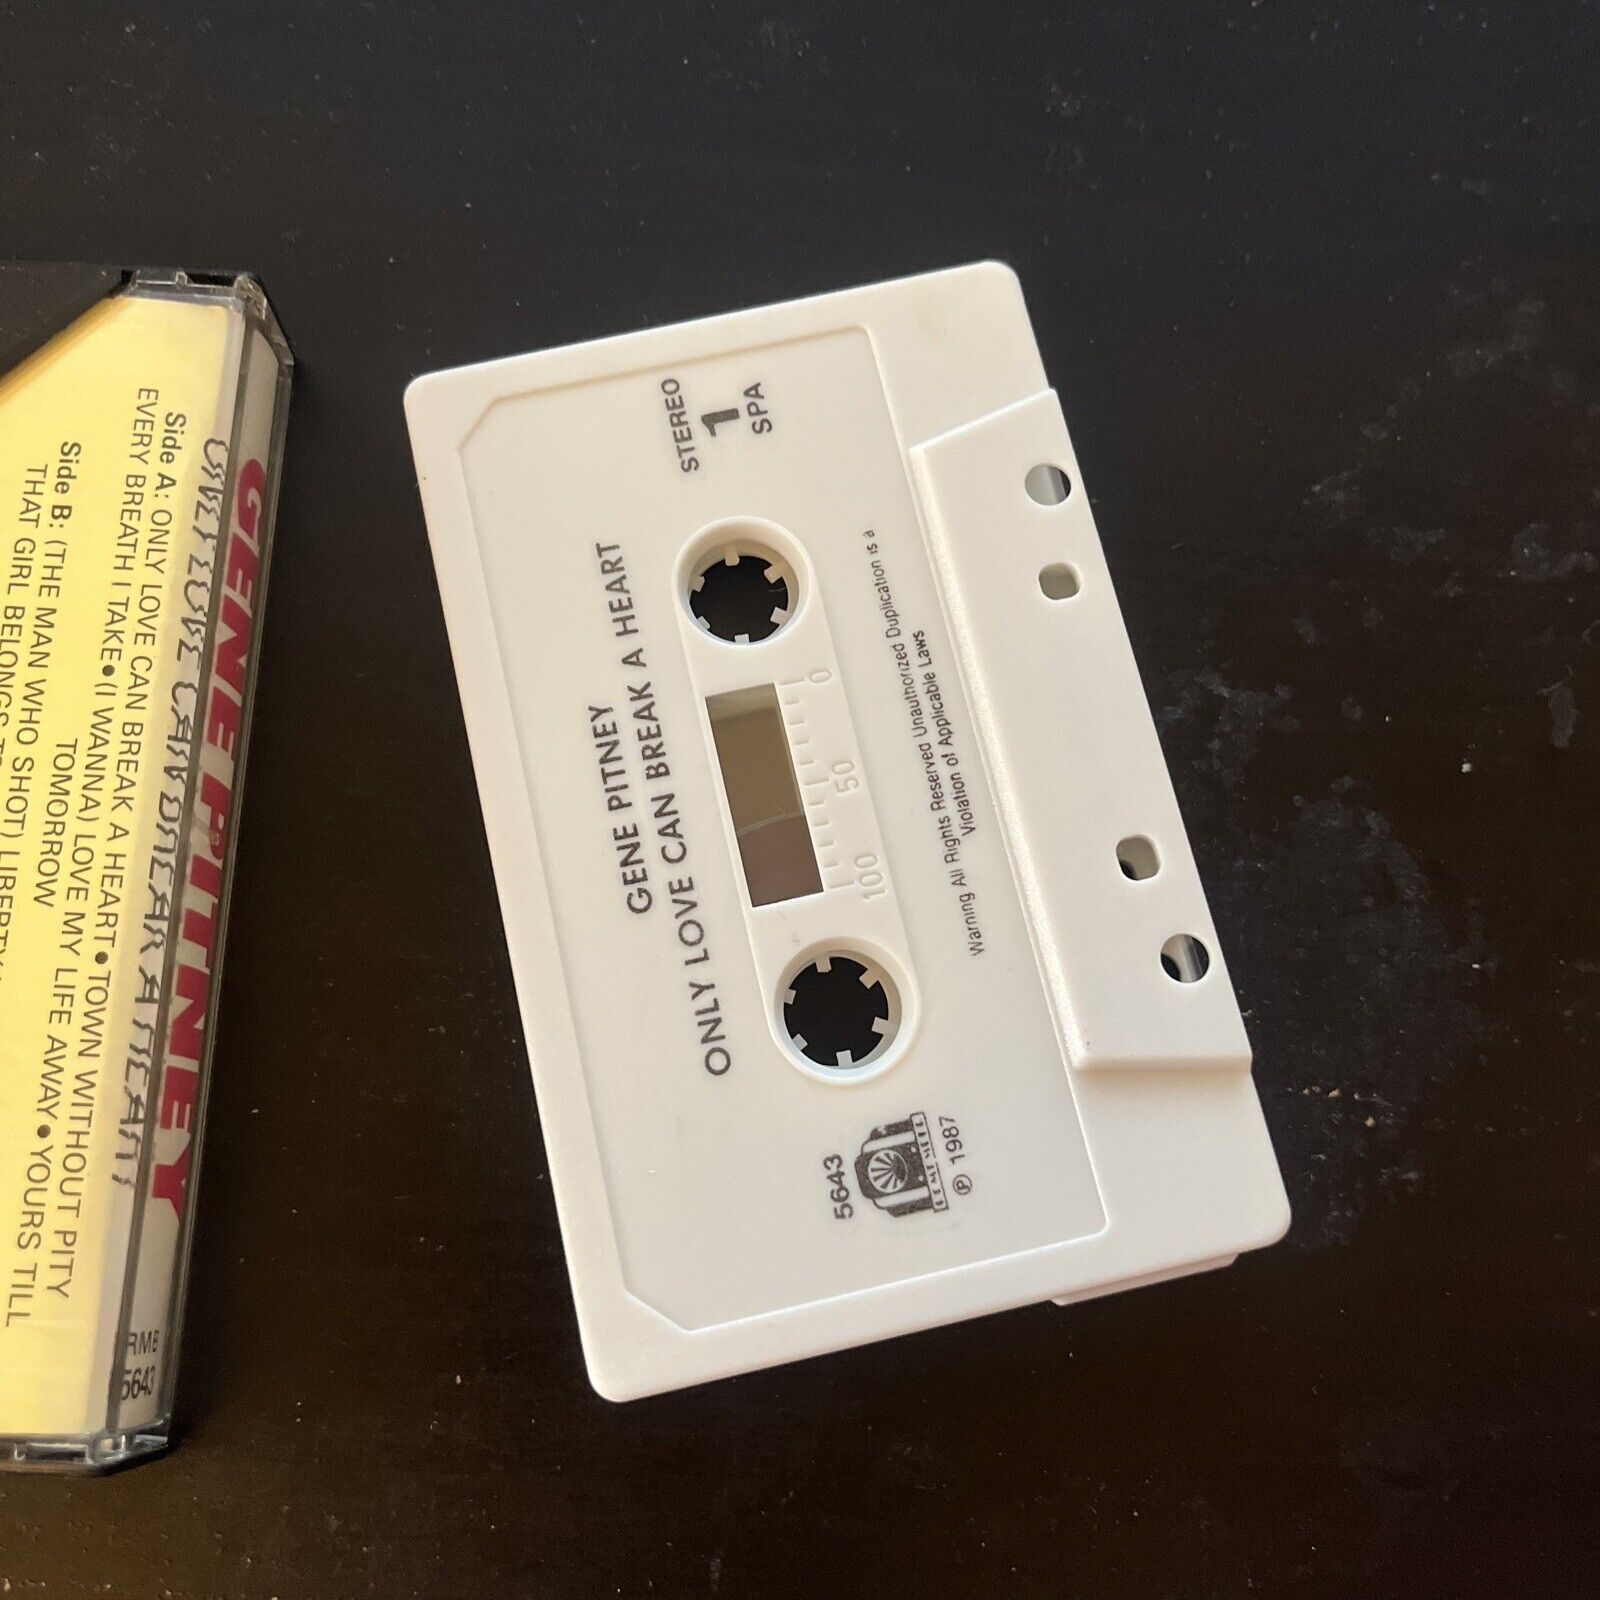 Side A: ONLY LOVE CAN BREAK A HEART • TOWN WITHOUT PITY
EVERY BREATH I TAKE • (I WANNA) LOVE MY LIFE AWAY • YOURS TILL
TOMORROW
Side B: (THE MAN WHO SHOT) LIBERTY
THAT GIRL BELONGS
GENE PITNEY
ONLY LOVE CAN BREAK A HEART
RMB
5643
GENE PITNEY
ONLY LOVE CAN BREAK A HEART
STEREO
1
SPA
0
50
100
Warning All Rights Reserved Unauthorized Duplication is a
Violation of Applicable Laws
5643
℗ 1987